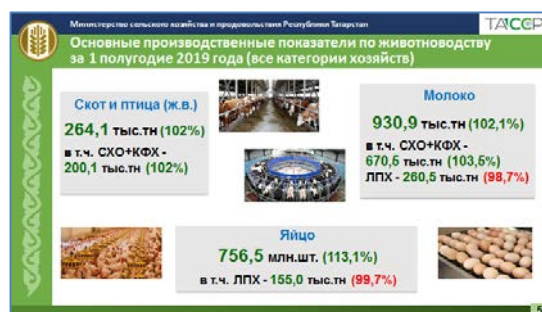 Министерство сельского хозяйства и продовольствия Республики Татарстан
ТАССР
Основные производственные показатели по животноводству
за 1 полугодие 2019 года (все категории хозяйств)
Скот и птица (ж.в.)
264,1 тыс.тн (102%)
в т.ч. СХО+КФХ -
200,1 тыс.тн (102%)
Молоко
930,9 тыс.тн (102,1%)
в т.ч. СХО+КФХ -
670,5 тыс.тн (103,5%)
ЛПХ - 260,5 тыс.тн (98,7%)
Яйцо
756,5 млн.шт. (113,1%)
в т.ч. ЛПХ - 155,0 тыс.тн (99,7%)
5